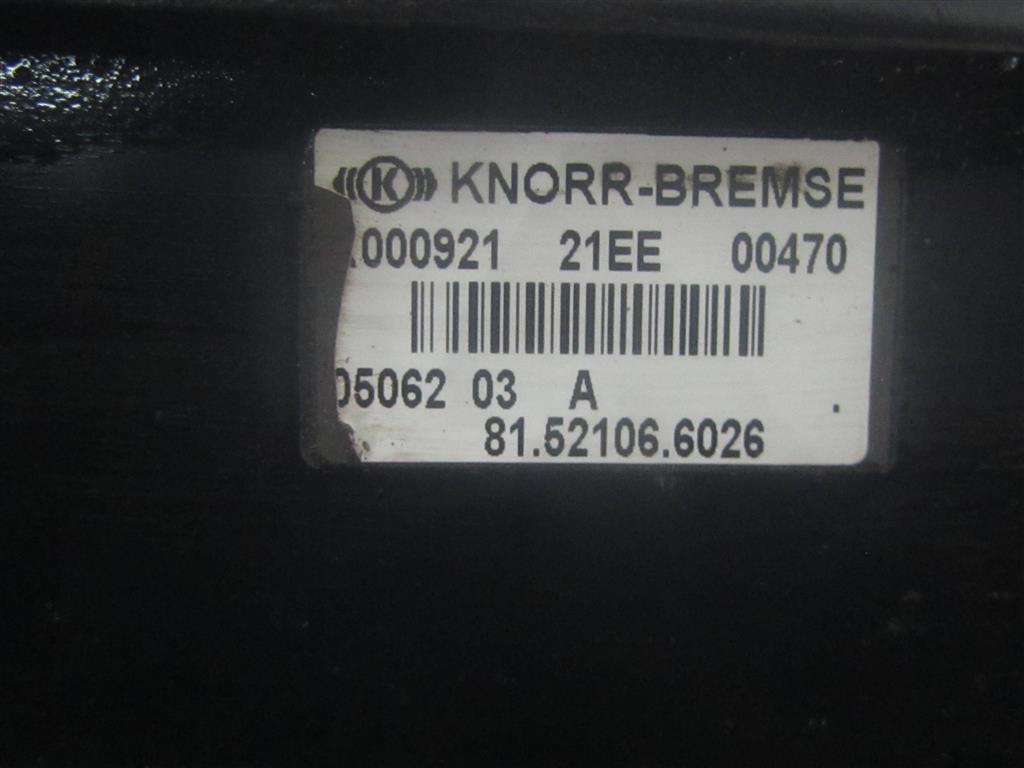 K KNORR-BREMSE
000921 21EE 00470
05062 03 A
81.52106.6026